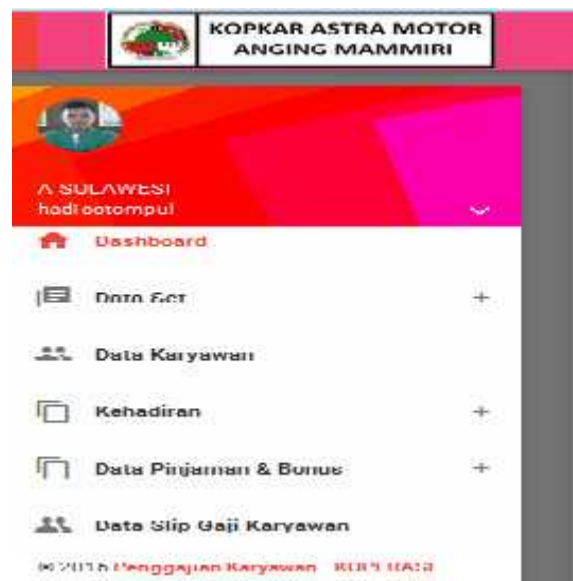 KOPKAR ASTRA MOTOR
ANGING MAMMIRI
SULAWESI
Dashboard
Data Karyawan
Kehadiran
Data Pinjaman & Bonus
Data Slip Gaji Karyawan
Penggajian Karyawan